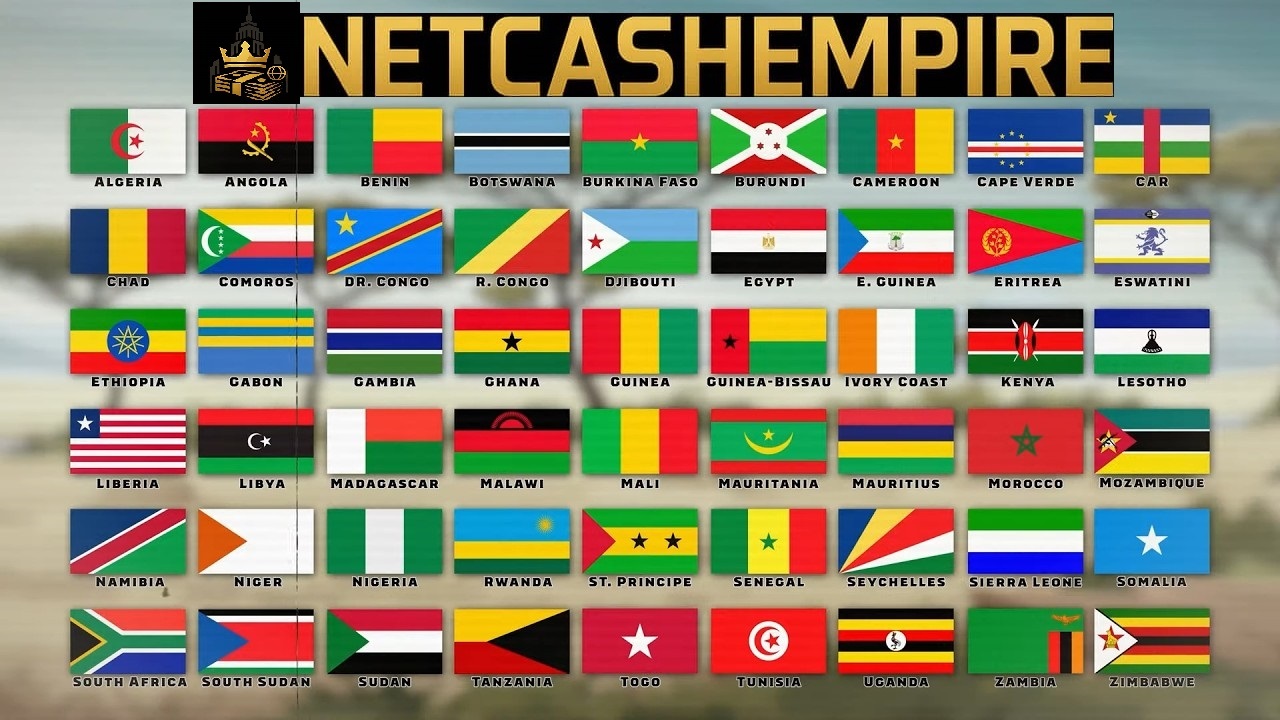 NETCASHEMPIRE
ALGERIA ANGOLA BENIN BOTSWANA BURKINA FASO BURUNDI CAMEROON CAPE VERDE CAR
CHAD COMOROS DR. CONGO R. CONGO DJIBOUTI EGYPT E. GUINEA ERITREA ESWATINI
ETHIOPIA GABON GAMBIA GHANA GUINEA GUINEA-BISSAU IVORY COAST KENYA LESOTHO
LIBERIA LIBYA MADAGASCAR MALAWI MALI MAURITANIA MAURITIUS MOROCCO MOZAMBIQUE
NAMIBIA NIGER NIGERIA RWANDA ST. PRINCIPE SENEGAL SEYCHELLES SIERRA LEONE SOMALIA
SOUTH AFRICA SOUTH SUDAN SUDAN TANZANIA TOGO TUNISIA UGANDA ZAMBIA ZIMBABWE